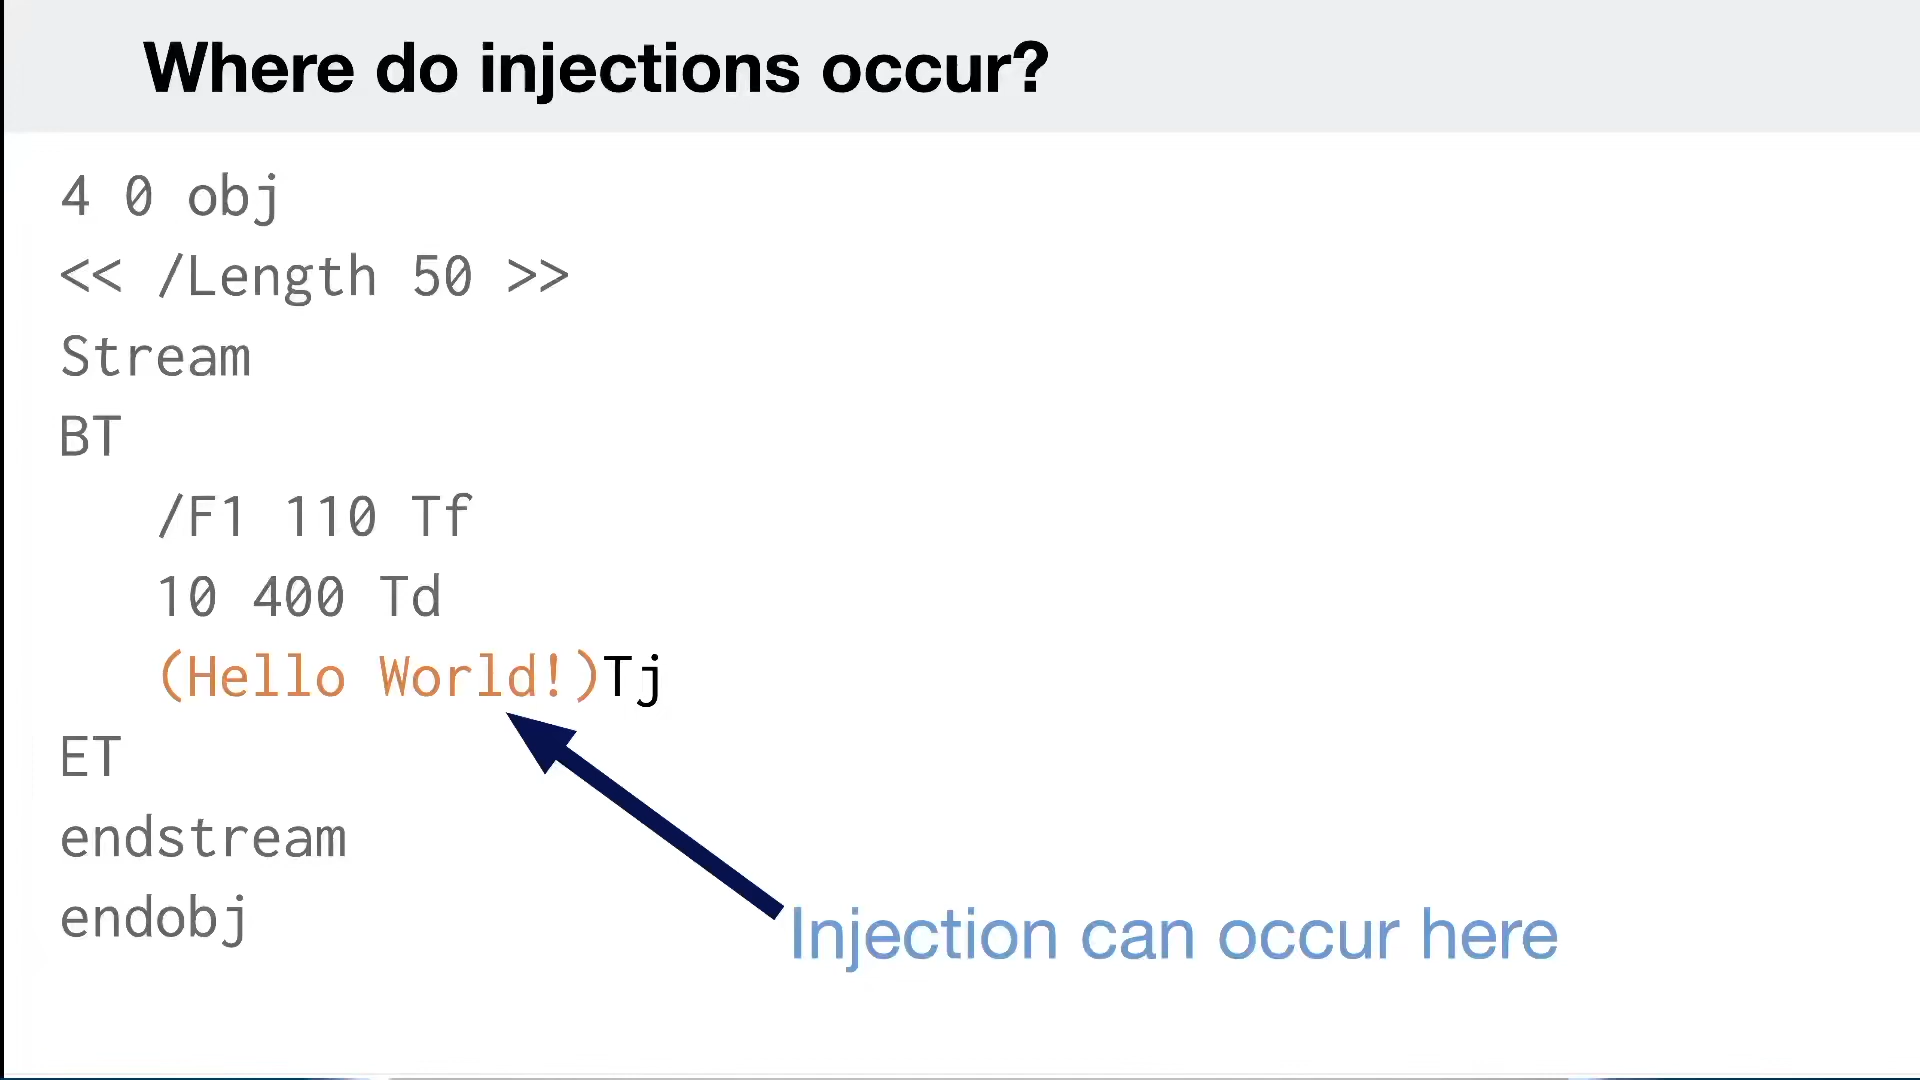 Where do injections occur?
4 0 obj
<< /Length 50 >>
Stream
BT
/F1 110 Tf
10 400 Td
(Hello World!)Tj
ET
endstream
endobj
Injection can occur here